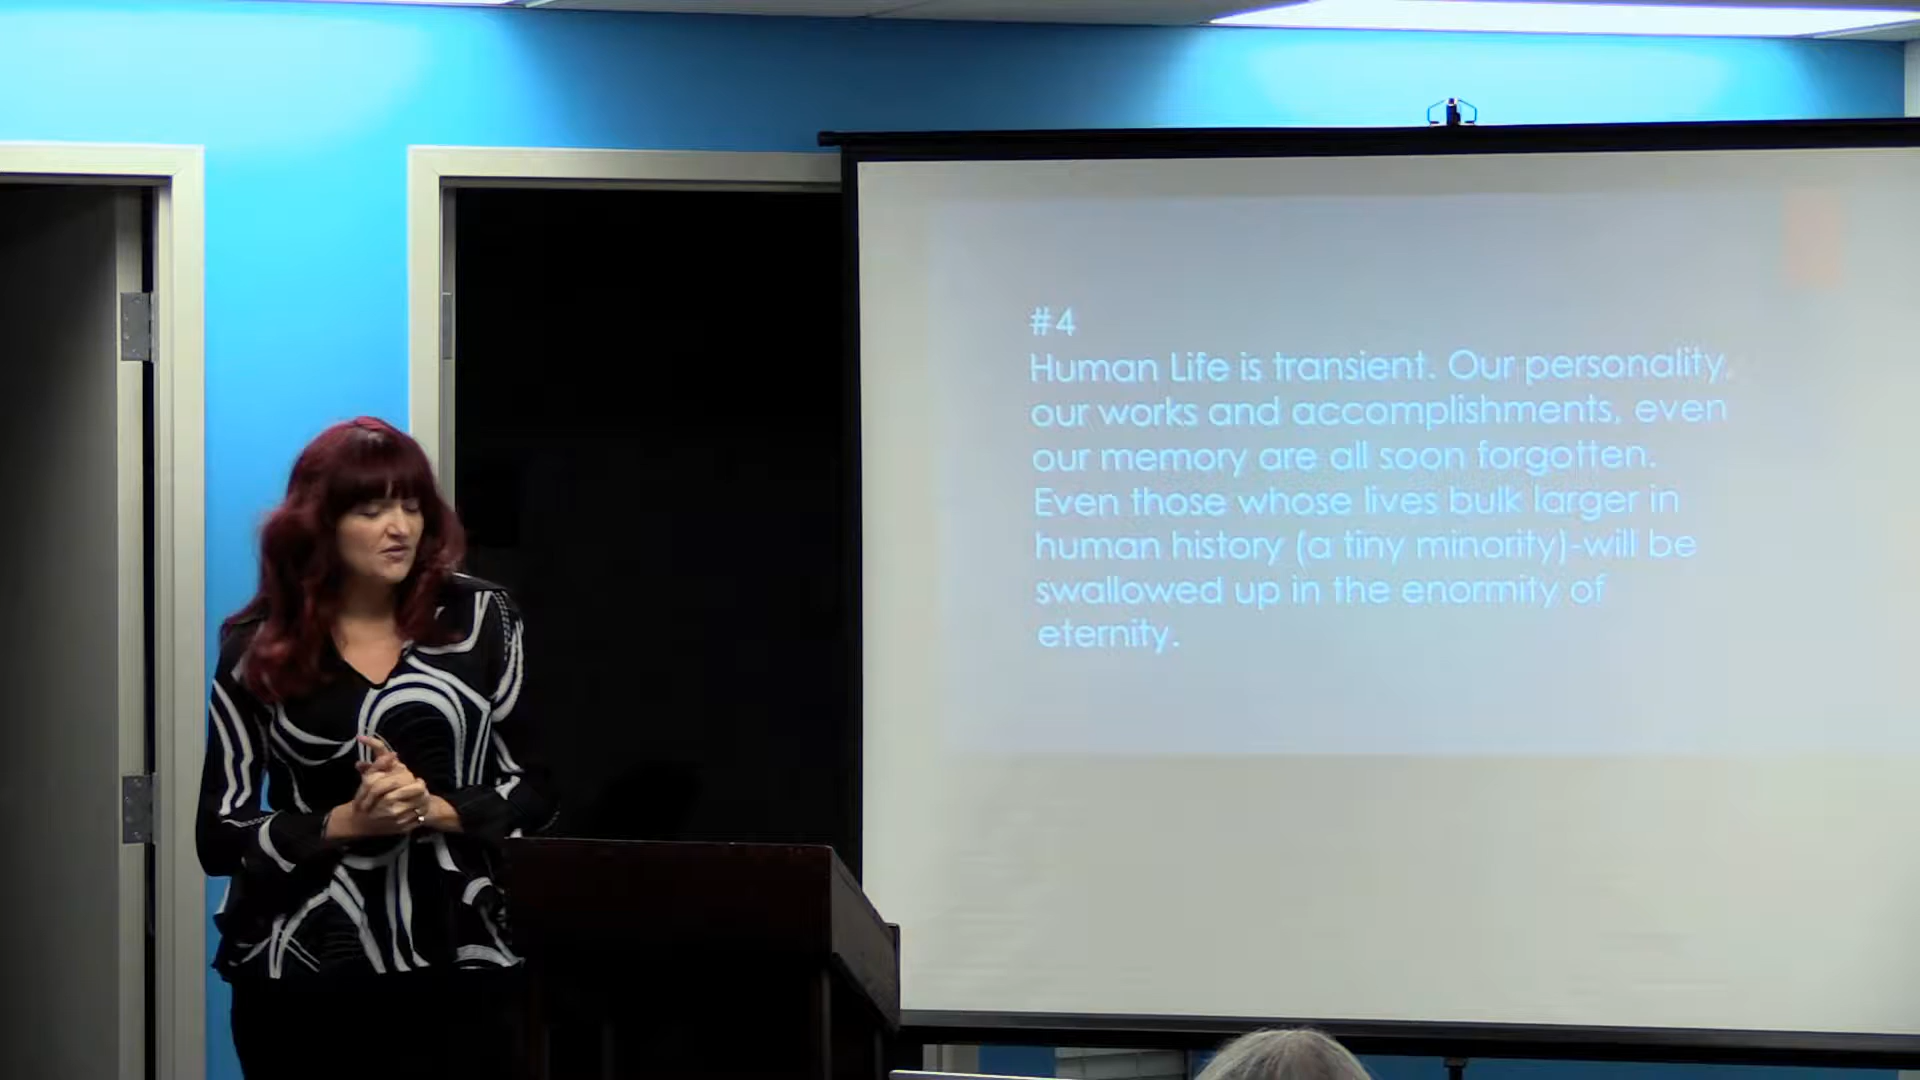 #4
Human Life is transient. Our personality,
our works and accomplishments, even
our memory are all soon forgotten.
Even those whose lives bulk larger in
human history (a tiny minority)-will be
swallowed up in the enormity of
eternity.